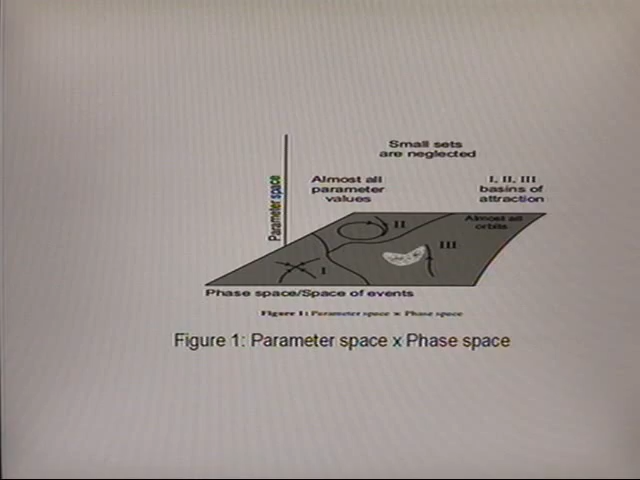 Small sets
are neglected
Almost all
parameter
values
I, II, III
basins of
attraction
Parameter space
Almost all
orbits
II
III
I
Phase space/Space of events
Figure 1: Parameter space × Phase space
Figure 1: Parameter space x Phase space